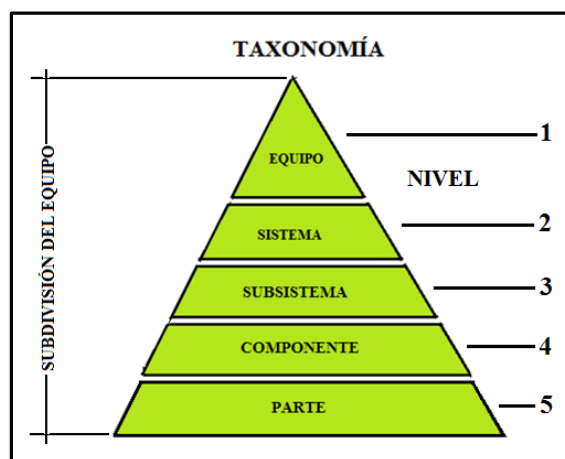 TAXONOMÍA
SUBDIVISIÓN DEL EQUIPO
EQUIPO
1
NIVEL
SISTEMA
2
SUBSISTEMA
3
COMPONENTE
4
PARTE
5